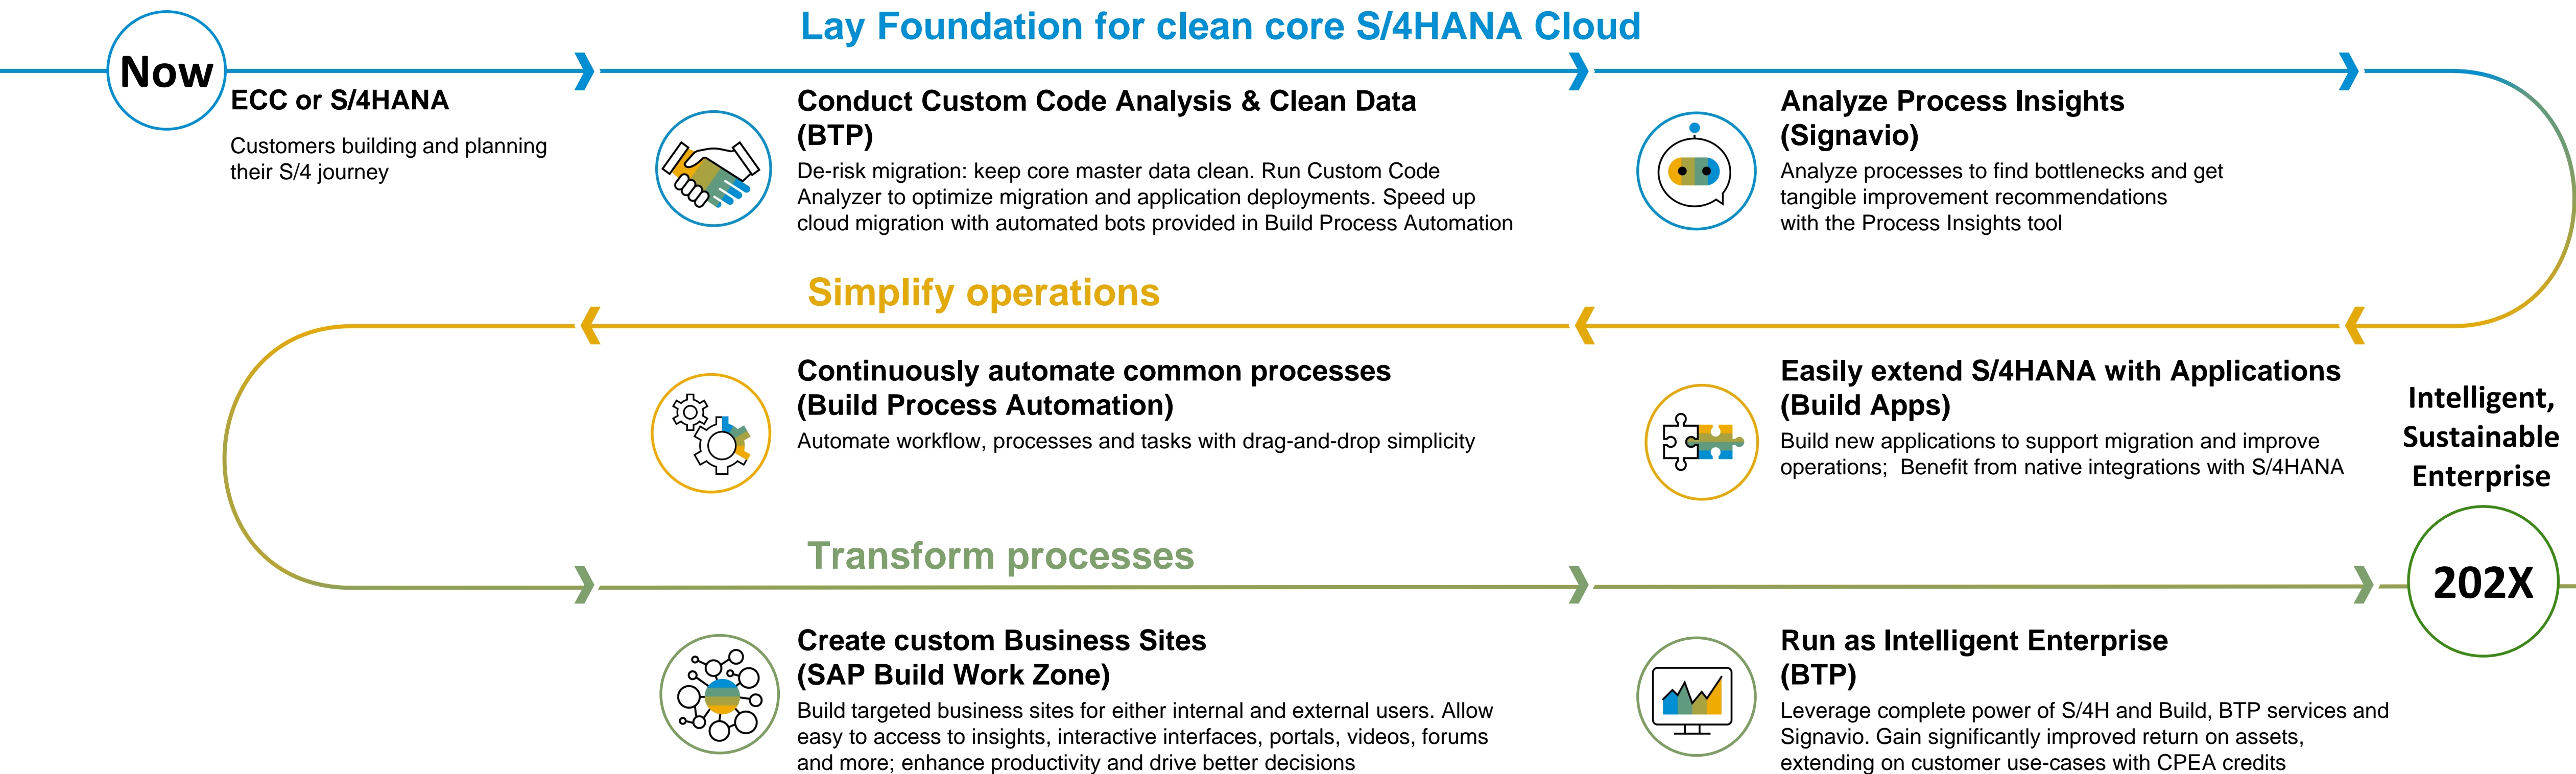 Lay Foundation for clean core S/4HANA Cloud
Now
ECC or S/4HANA
Customers building and planning
their S/4 journey
Conduct Custom Code Analysis & Clean Data
(BTP)
De-risk migration: keep core master data clean. Run Custom Code
Analyzer to optimize migration and application deployments. Speed up
cloud migration with automated bots provided in Build Process Automation
Analyze Process Insights
(Signavio)
Analyze processes to find bottlenecks and get
tangible improvement recommendations
with the Process Insights tool
Simplify operations
Continuously automate common processes
(Build Process Automation)
Automate workflow, processes and tasks with drag-and-drop simplicity
Easily extend S/4HANA with Applications
(Build Apps)
Build new applications to support migration and improve
operations;  Benefit from native integrations with S/4HANA
Intelligent,
Sustainable
Enterprise
202X
Transform processes
Create custom Business Sites
(SAP Build Work Zone)
Build targeted business sites for either internal and external users. Allow
easy to access to insights, interactive interfaces, portals, videos, forums
and more; enhance productivity and drive better decisions
Run as Intelligent Enterprise
(BTP)
Leverage complete power of S/4H and Build, BTP services and
Signavio. Gain significantly improved return on assets,
extending on customer use-cases with CPEA credits